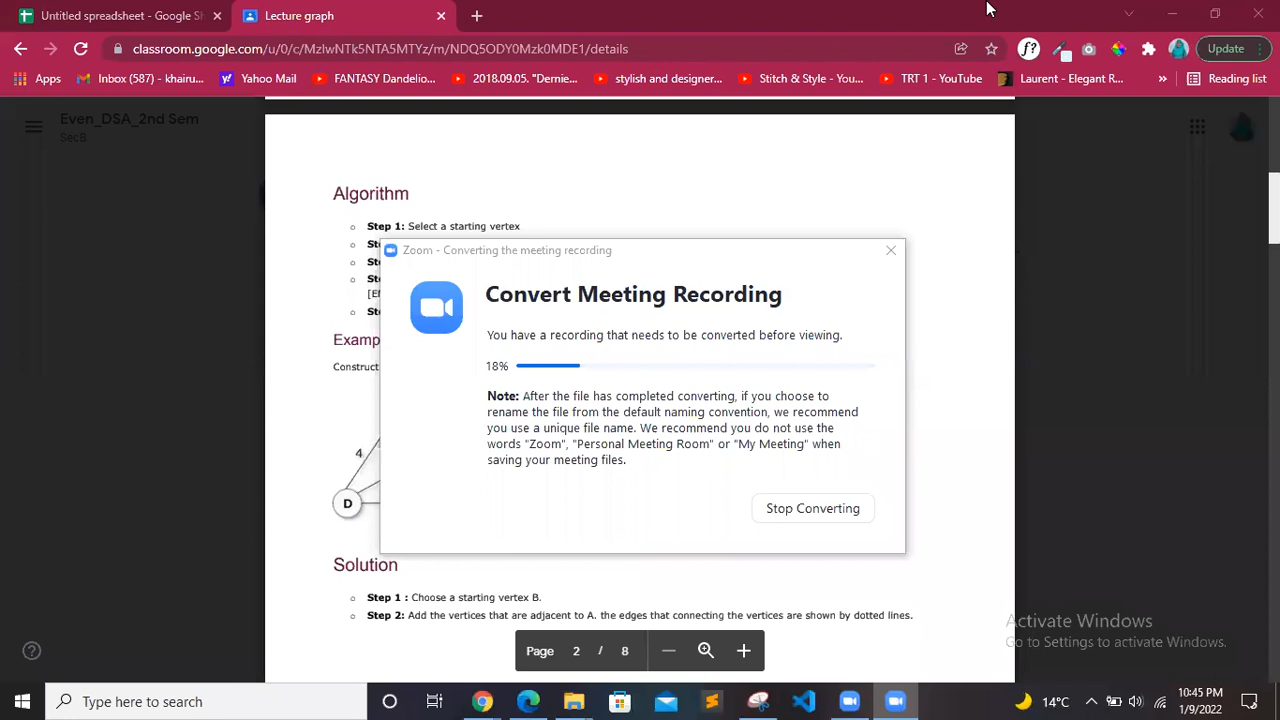 Untitled spreadsheet - Google Sh
Lecture graph
classroom.google.com/u/0/c/MzIwNTk5NTA5MTYz/m/NDQ5ODY0Mzk0MDE1/details
Update
Apps
Inbox (587) - khairu...
Yahoo Mail
FANTASY Dandelio...
2018.09.05. "Dernie...
stylish and designer...
Stitch & Style - You...
TRT 1 - YouTube
Laurent - Elegant R...
»
Reading list
Even_DSA_2nd Sem
SecB
Algorithm
Step 1: Select a starting vertex
Ste
Ste
Ste
[EN
Ste
Examp
Construct
4
D
Zoom - Converting the meeting recording
Convert Meeting Recording
You have a recording that needs to be converted before viewing.
18%
Note: After the file has completed converting, if you choose to
rename the file from the default naming convention, we recommend
you use a unique file name. We recommend you do not use the
words "Zoom", "Personal Meeting Room" or "My Meeting" when
saving your meeting files.
Stop Converting
Solution
Step 1 : Choose a starting vertex B.
Step 2: Add the vertices that are adjacent to A. the edges that connecting the vertices are shown by dotted lines.
Page 2 / 8
Activate Windows
Go to Settings to activate Windows.
Type here to search
14°C
10:45 PM
1/9/2022